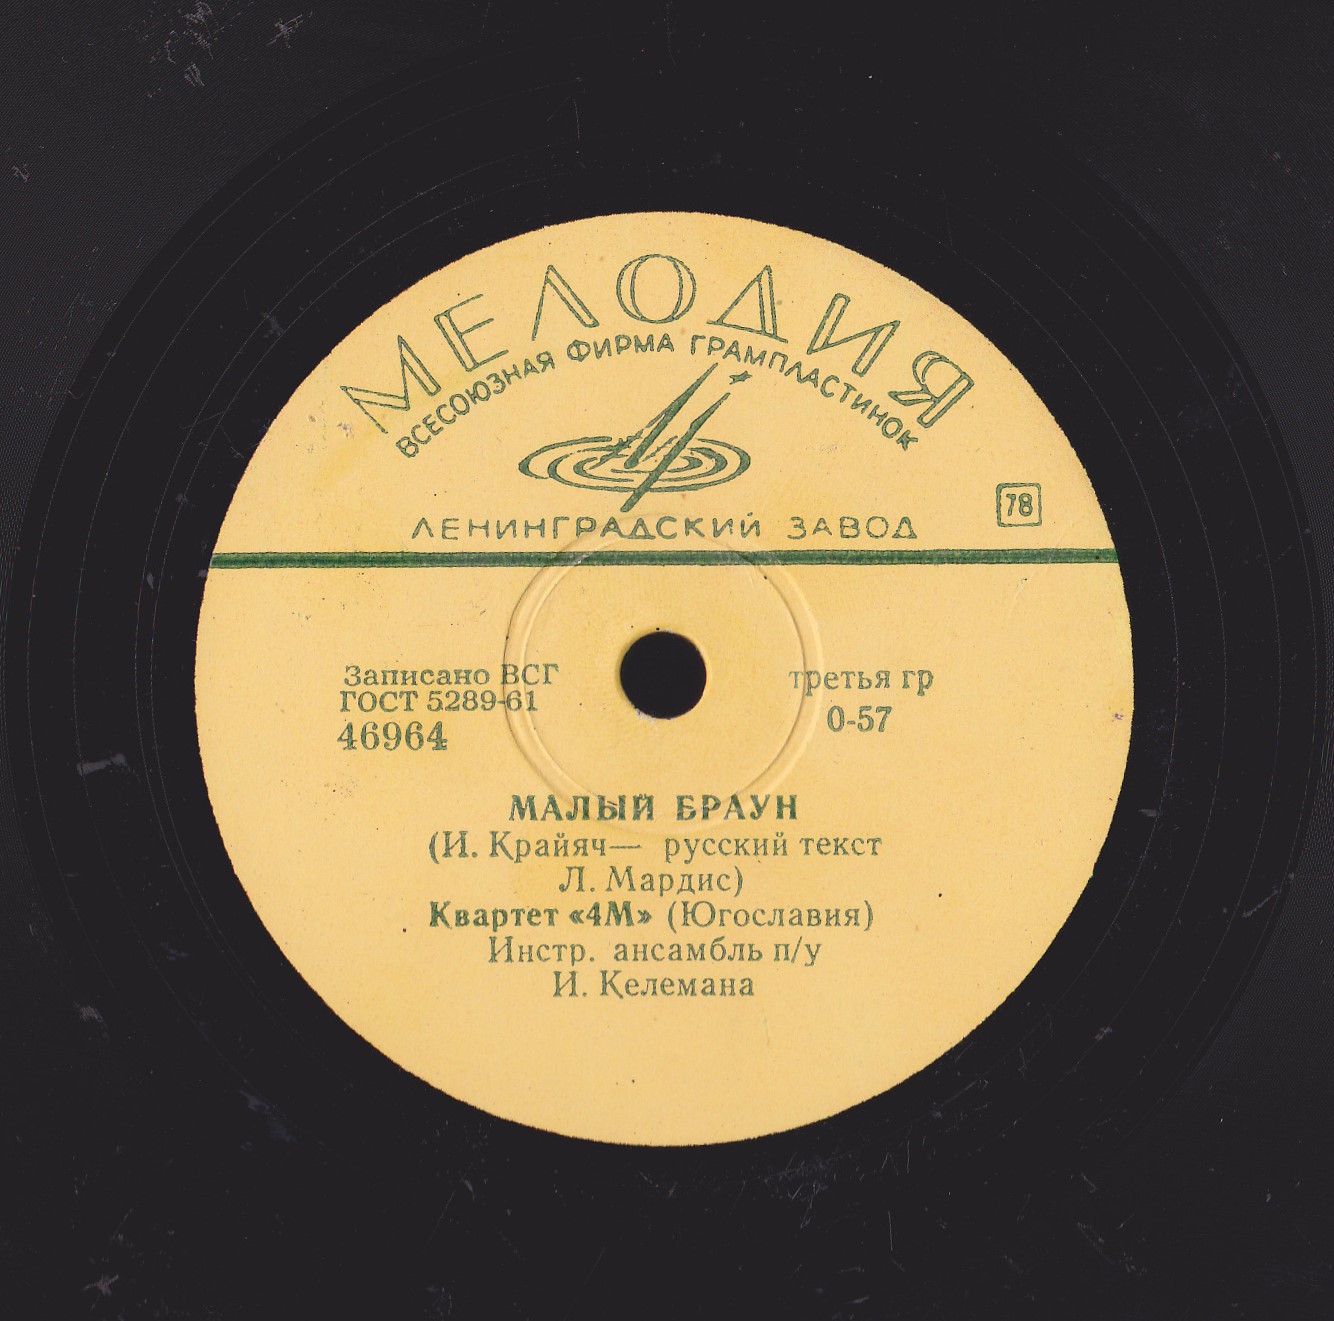 МЕЛОДИЯ
ВСЕСОЮЗНАЯ ФИРМА ГРАМПЛАСТИНОК
ЛЕНИНГРАДСКИЙ ЗАВОД
78
Записано ВСГ
ГОСТ 5289-61
46964
третья гр
0-57
МАЛЫЙ БРАУН
(И. Крайяч— русский текст
Л. Мардис)
Квартет «4М» (Югославия)
Инстр. ансамбль п/у
И. Келемана